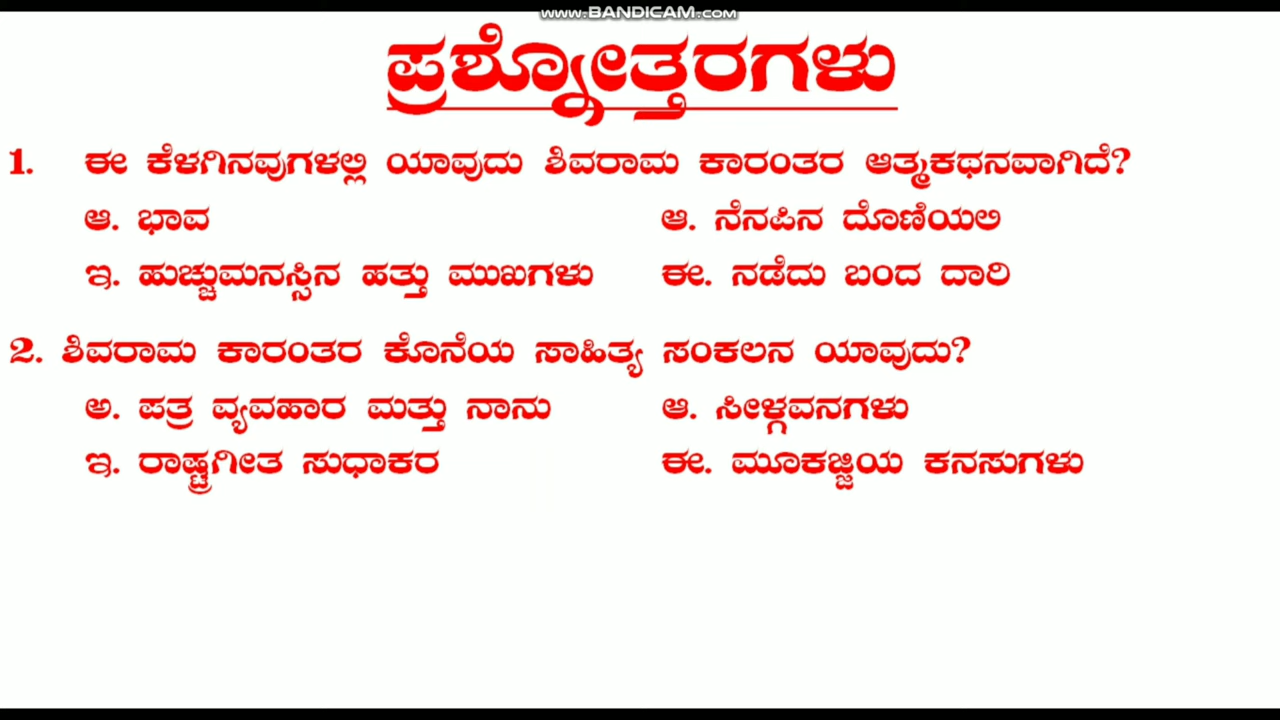 www.BANDICAM.com
ಪ್ರಶ್ನೋತ್ತರಗಳು
1. ಈ ಕೆಳಗಿನವುಗಳಲ್ಲಿ ಯಾವುದು ಶಿವರಾಮ ಕಾರಂತರ ಆತ್ಮಕಥನವಾಗಿದೆ?
ಆ. ಭಾವ ಆ. ನೆನಪಿನ ದೊಣಿಯಲಿ
ಇ. ಹುಚ್ಚುಮನಸ್ಸಿನ ಹತ್ತು ಮುಖಗಳು ಈ. ನಡೆದು ಬಂದ ದಾರಿ
2. ಶಿವರಾಮ ಕಾರಂತರ ಕೊನೆಯ ಸಾಹಿತ್ಯ ಸಂಕಲನ ಯಾವುದು?
ಅ. ಪತ್ರ ವ್ಯವಹಾರ ಮತ್ತು ನಾನು ಆ. ಸೀಳ್ಗವನಗಳು
ಇ. ರಾಷ್ಟ್ರಗೀತ ಸುಧಾಕರ ಈ. ಮೂಕಜ್ಜಿಯ ಕನಸುಗಳು